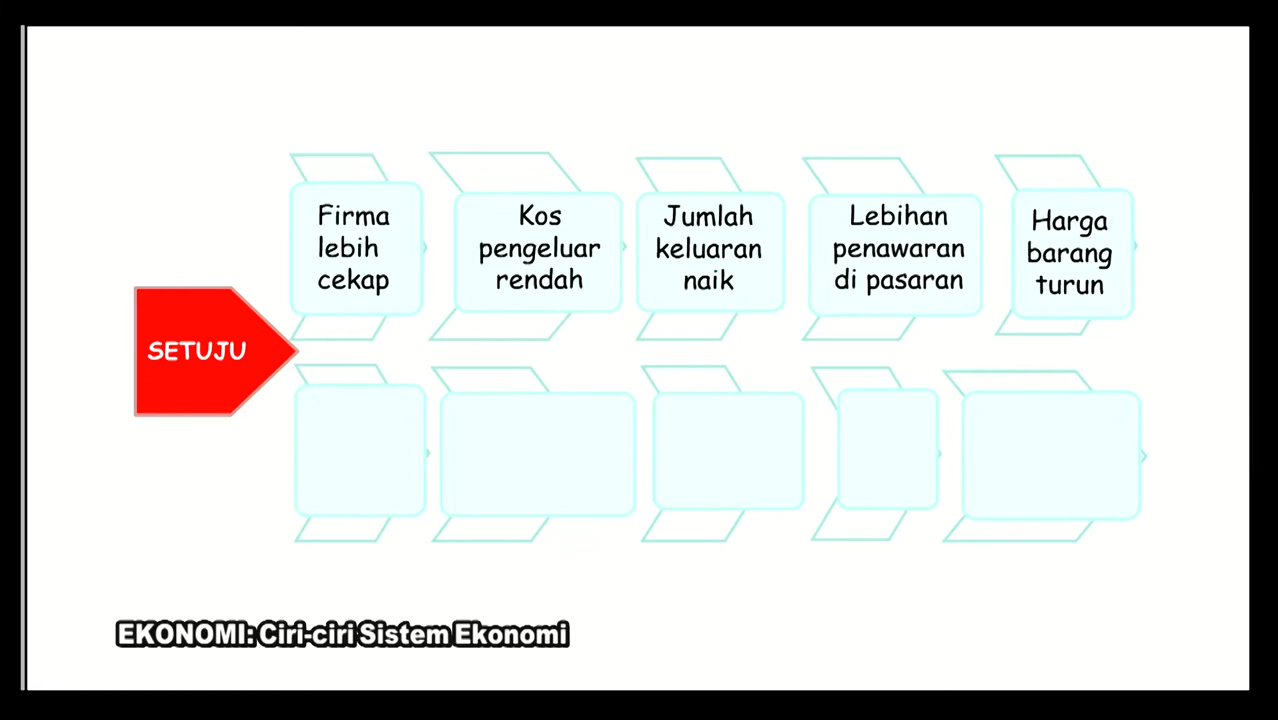 Firma
lebih
cekap
Kos
pengeluar
rendah
Jumlah
keluaran
naik
Lebihan
penawaran
di pasaran
Harga
barang
turun
SETUJU
EKONOMI: Ciri-ciri Sistem Ekonomi